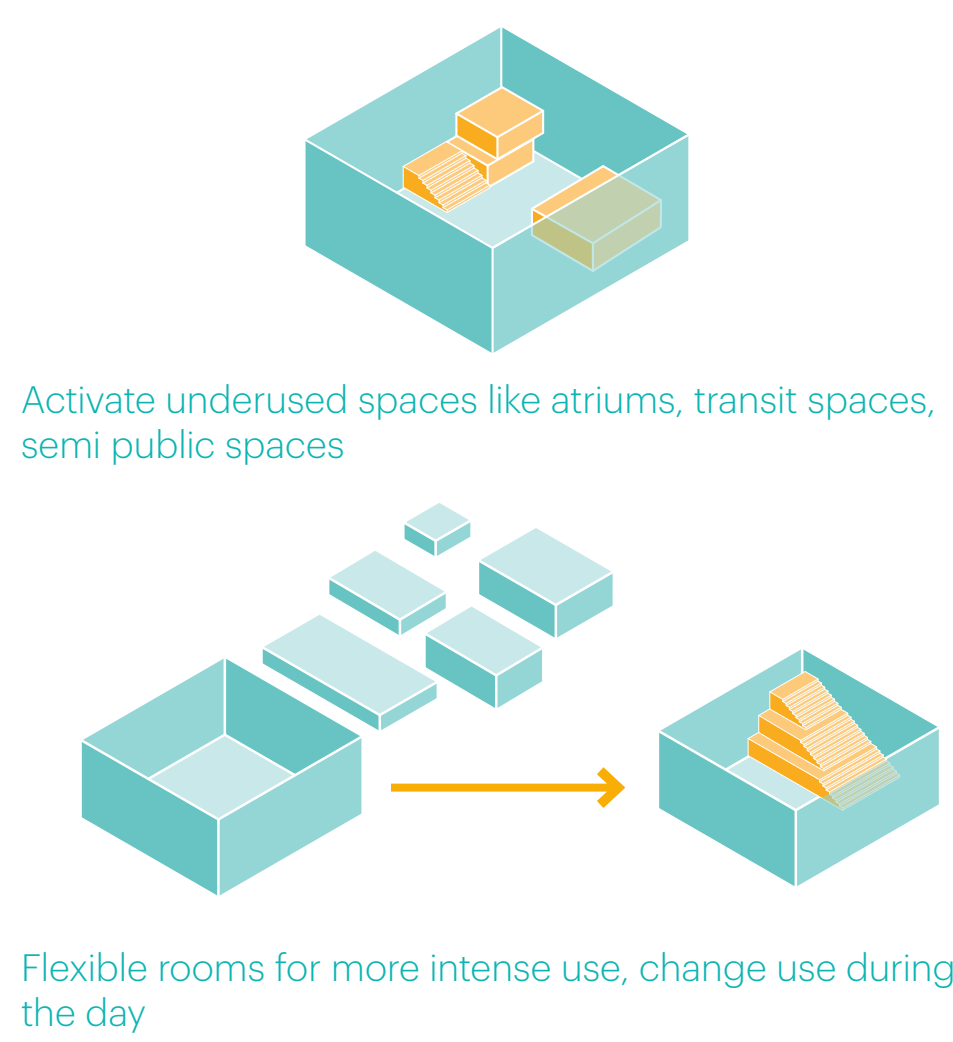 Activate underused spaces like atriums, transit spaces,
semi public spaces
Flexible rooms for more intense use, change use during
the day